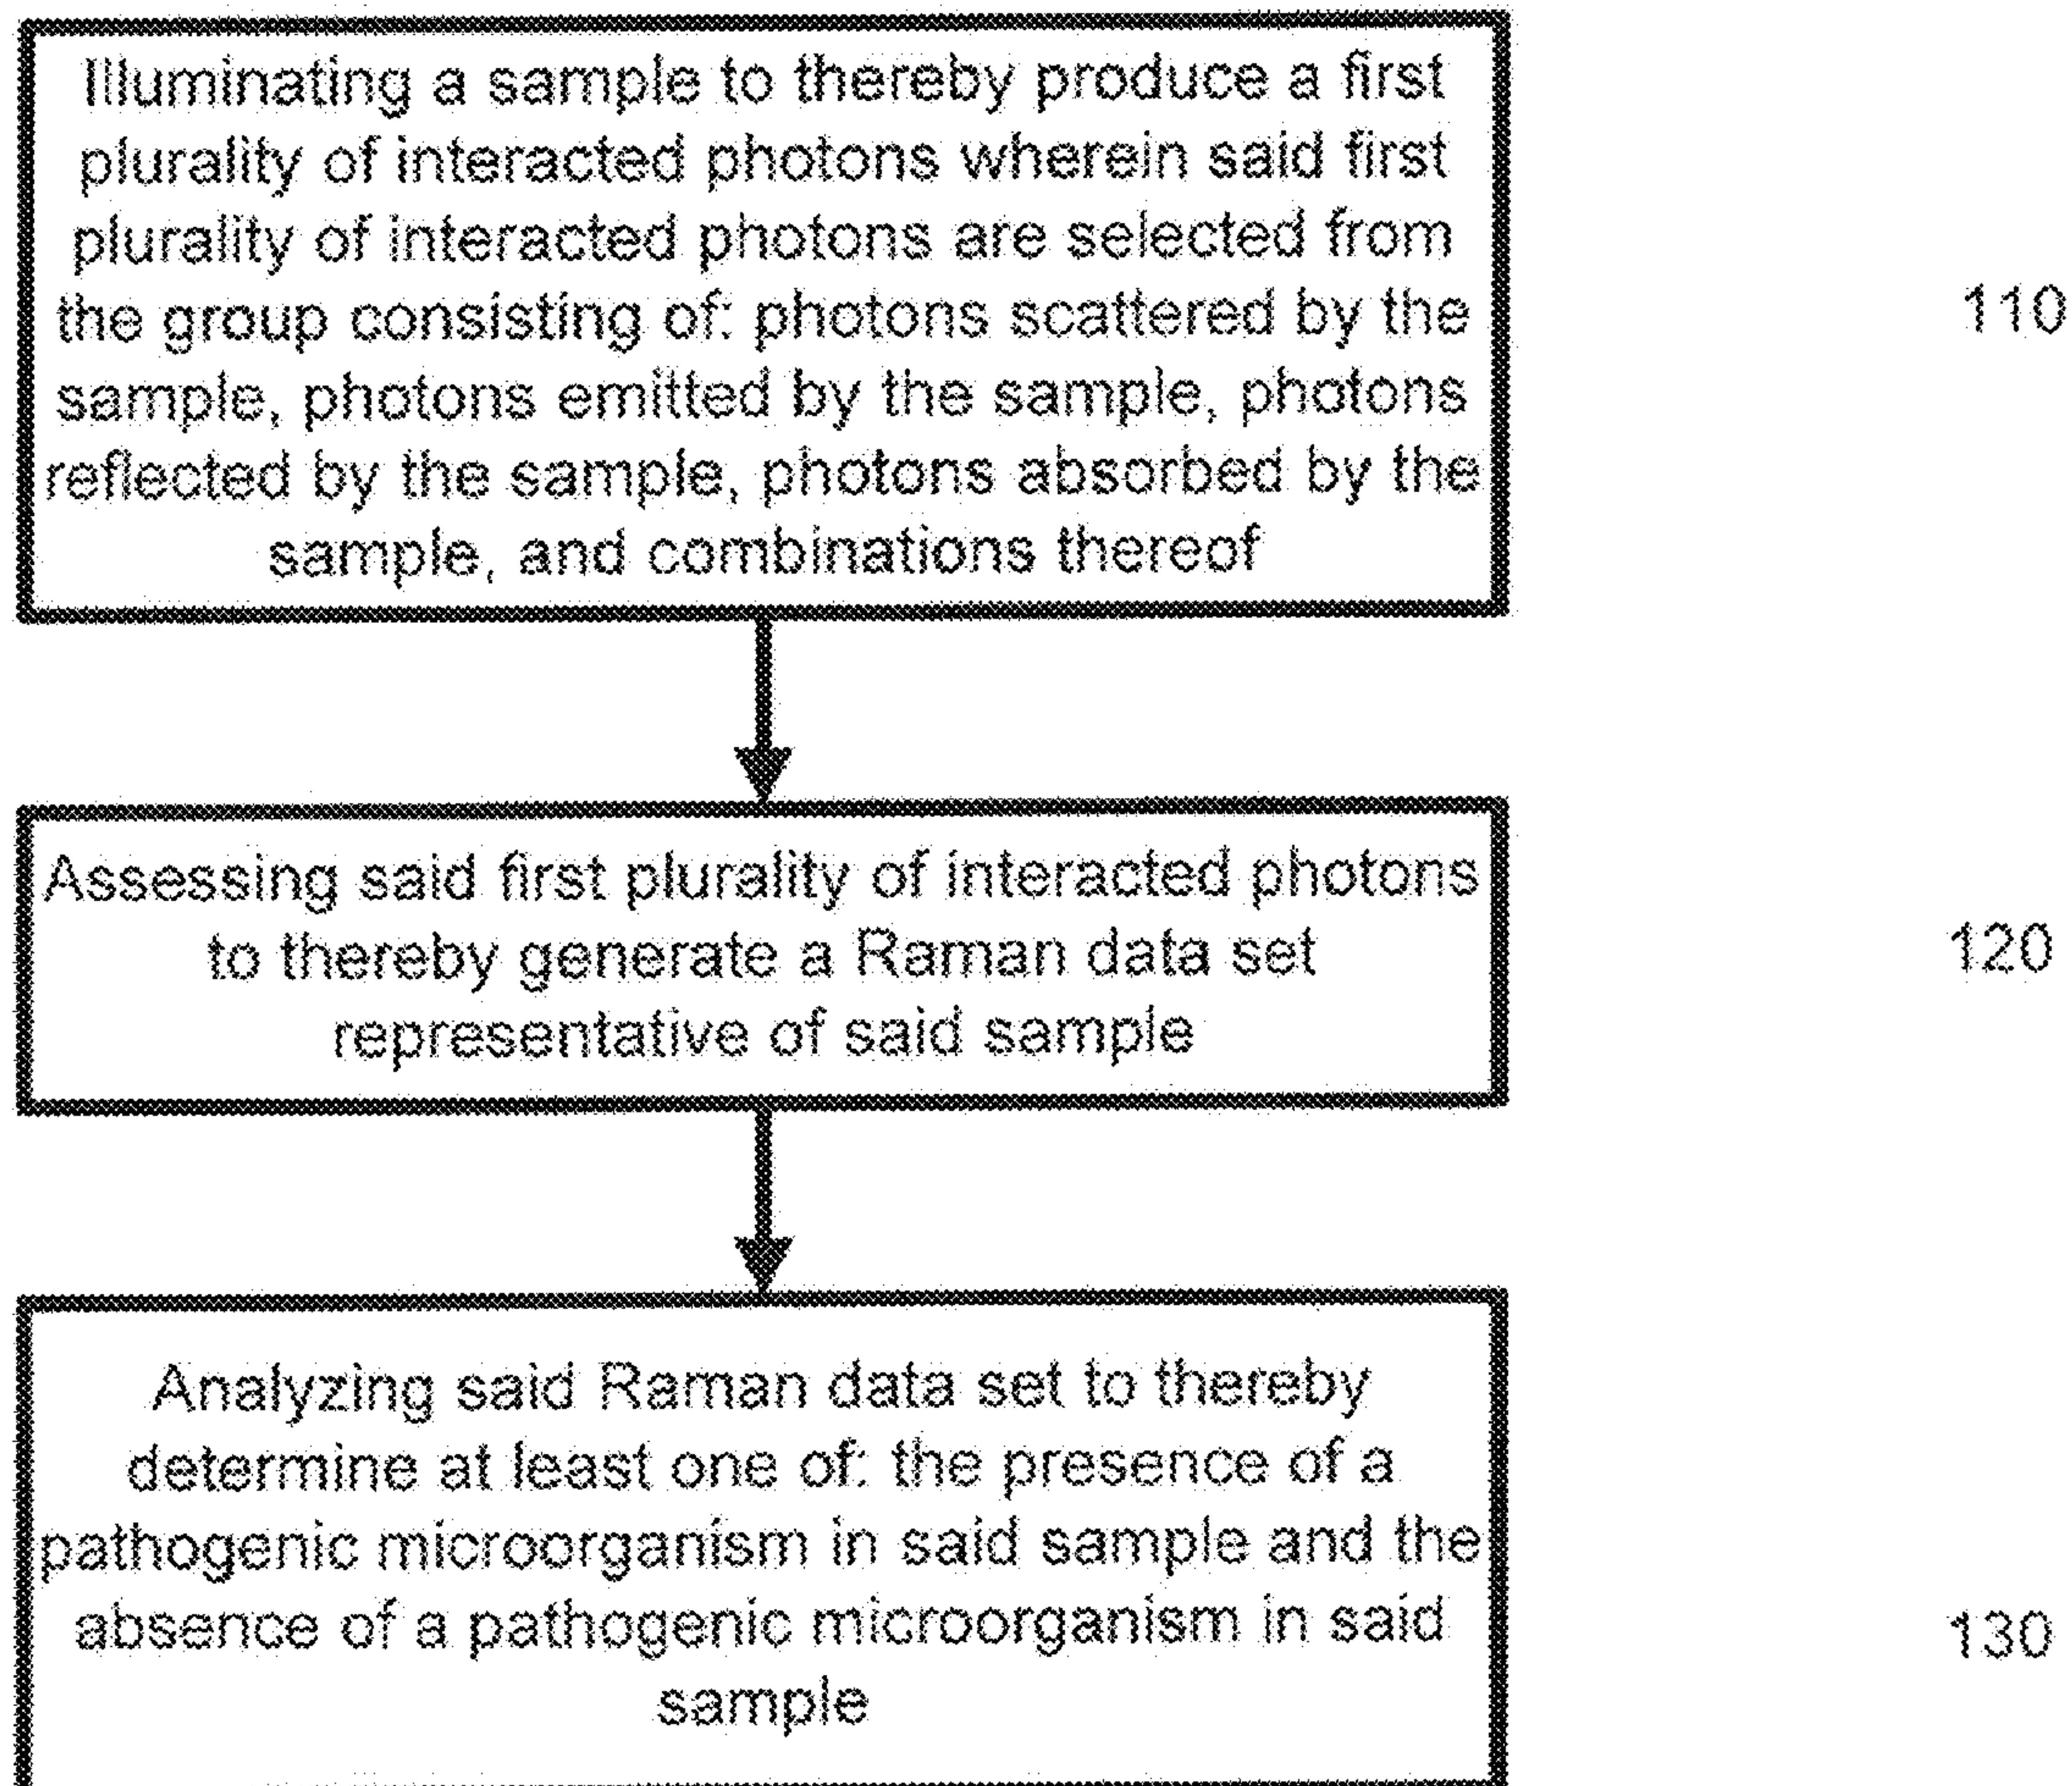 Illuminating a sample to thereby produce a first
plurality of interacted photons wherein said first
plurality of interacted photons are selected from
the group consisting of: photons scattered by the
110
sample, photons emitted by the sample, photons
reflected by the sample, photons absorbed by the
sample, and combinations thereof
Assessing said first plurality of interacted photons
to thereby generate a Raman data set
120
representative of said sample
Analyzing said Raman data set to thereby
determine at least one of: the presence of a
pathogenic microorganism in said sample and the
absence of a pathogenic microorganism in said
130
sample